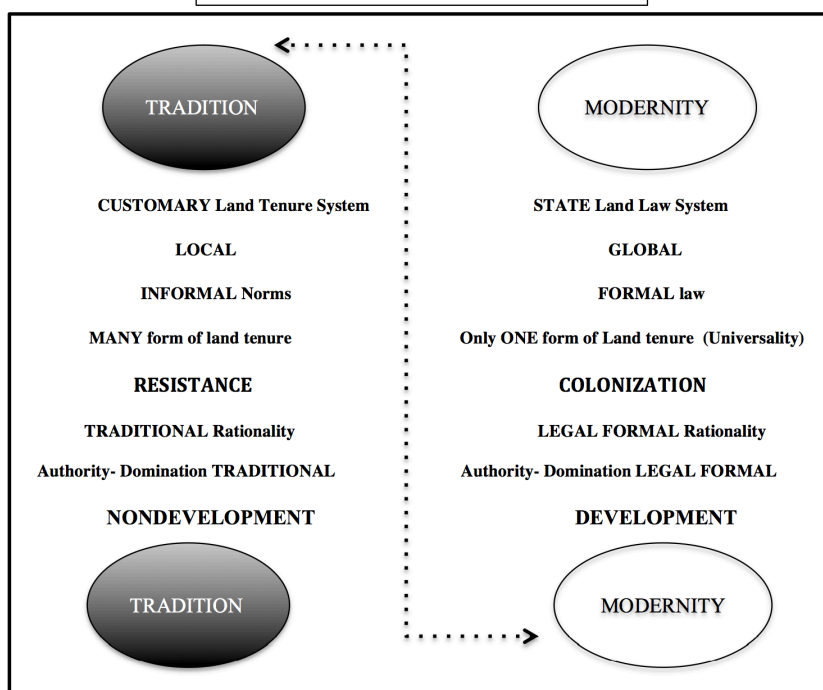 TRADITION
MODERNITY
CUSTOMARY Land Tenure System
STATE Land Law System
LOCAL
GLOBAL
INFORMAL Norms
FORMAL law
MANY form of land tenure
Only ONE form of Land tenure (Universality)
RESISTANCE
COLONIZATION
TRADITIONAL Rationality
LEGAL FORMAL Rationality
Authority- Domination TRADITIONAL
Authority- Domination LEGAL FORMAL
NONDEVELOPMENT
DEVELOPMENT
TRADITION
MODERNITY